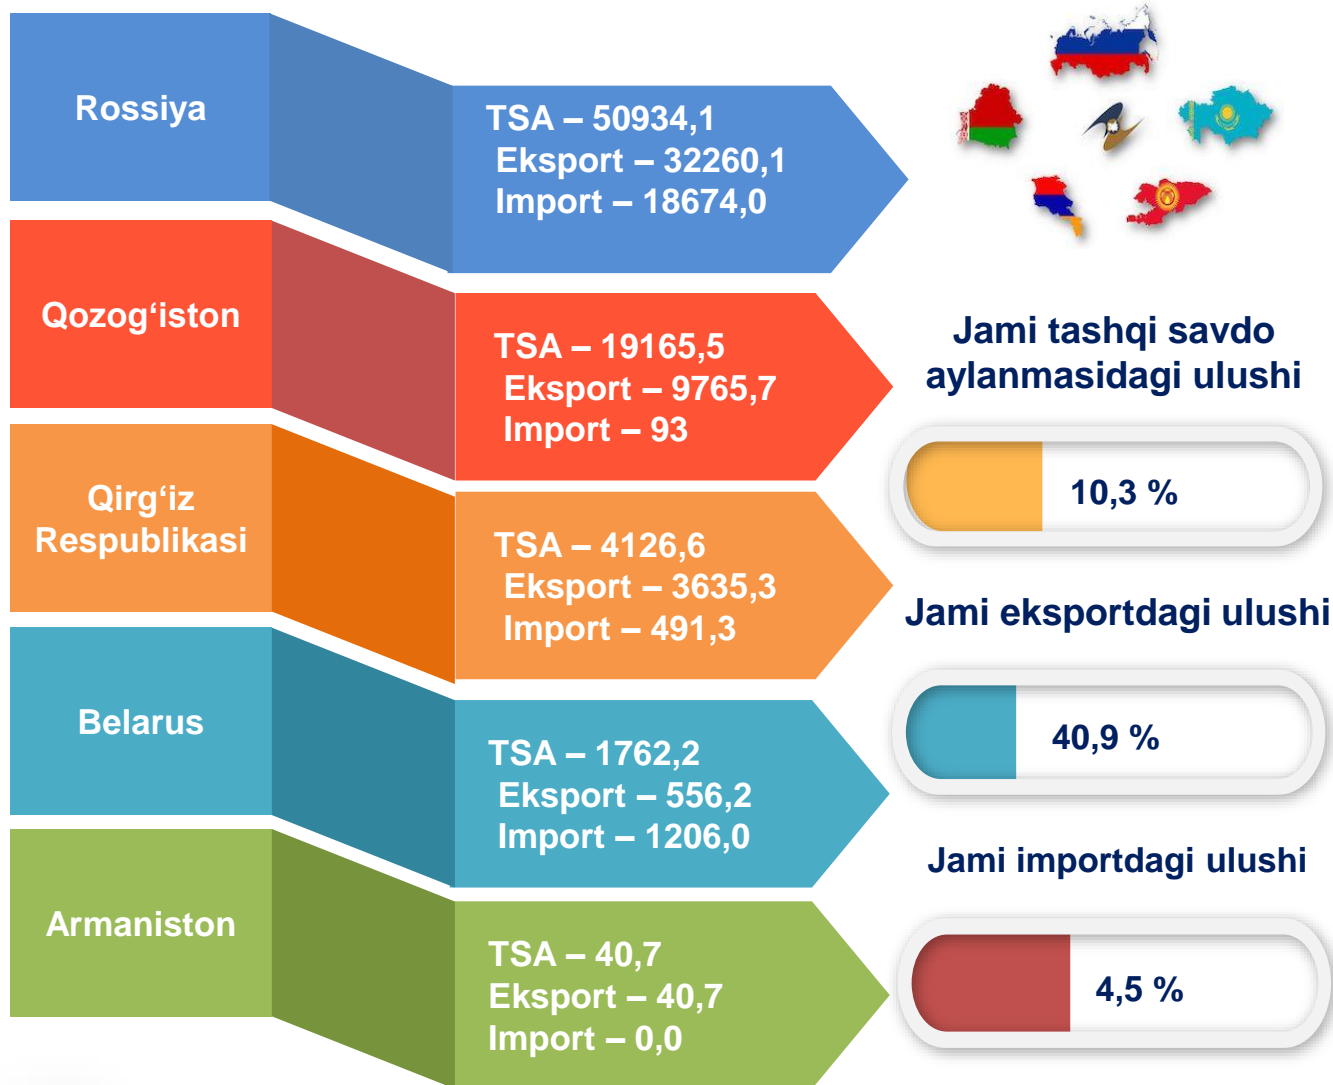 Rossiya
TSA – 50934,1
Eksport – 32260,1
Import – 18674,0
Qozog‘iston
TSA – 19165,5
Eksport – 9765,7
Import – 93
Qirg‘iz
Respublikasi
TSA – 4126,6
Eksport – 3635,3
Import – 491,3
Belarus
TSA – 1762,2
Eksport – 556,2
Import – 1206,0
Armaniston
TSA – 40,7
Eksport – 40,7
Import – 0,0
Jami tashqi savdo
aylanmasidagi ulushi
10,3 %
Jami eksportdagi ulushi
40,9 %
Jami importdagi ulushi
4,5 %